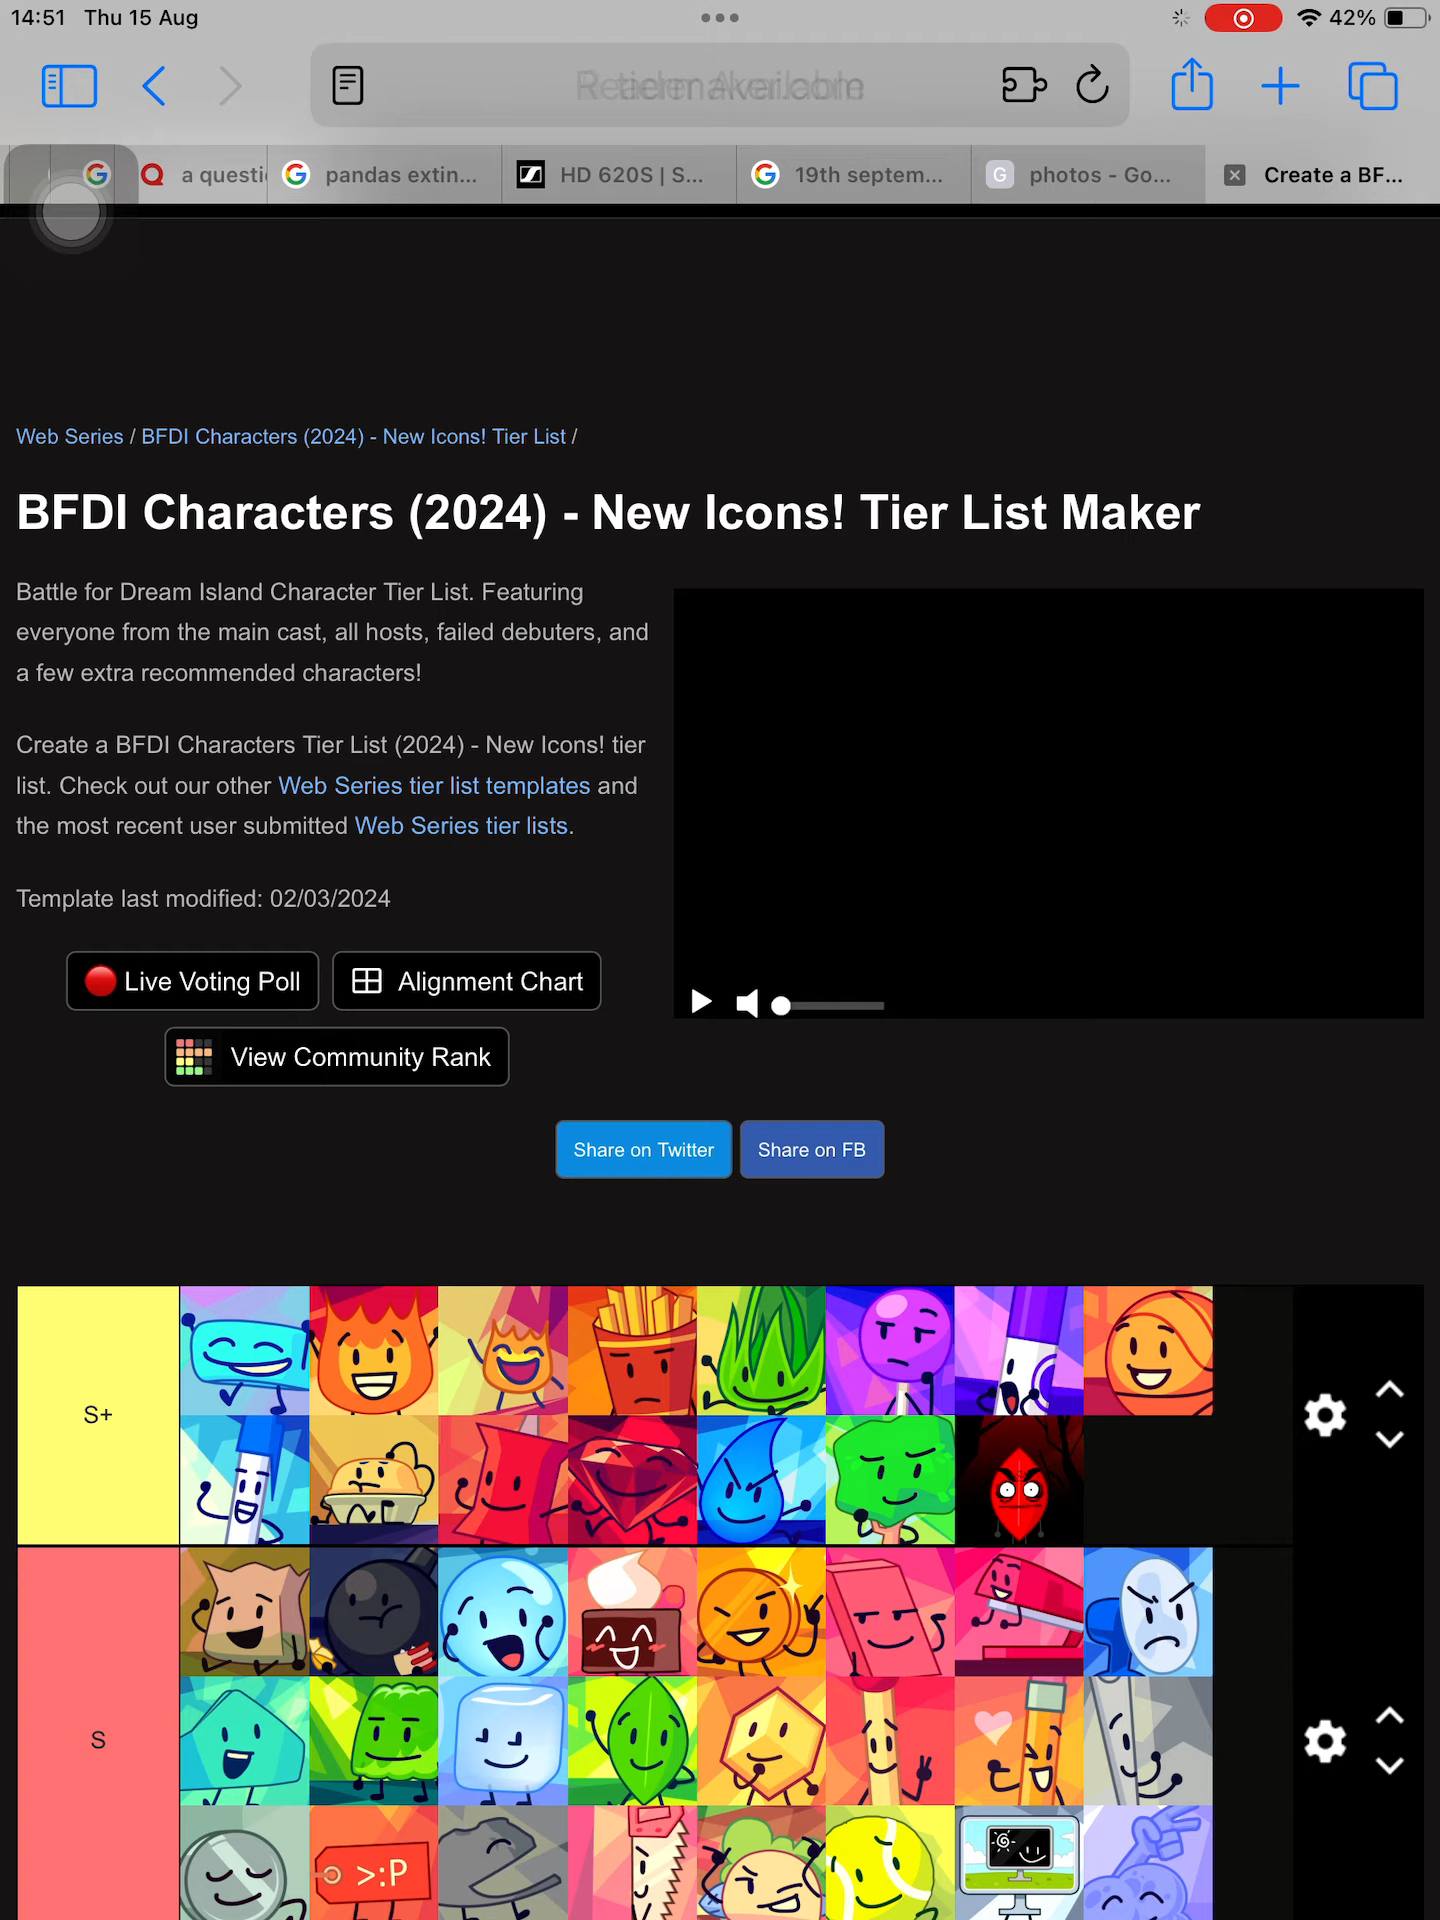 14:51 Thu 15 Aug
42%
a questi
pandas extin...
HD 620S | S...
19th septem...
G photos - Go...
Create a BF...
Web Series / BFDI Characters (2024) - New Icons! Tier List /
BFDI Characters (2024) - New Icons! Tier List Maker
Battle for Dream Island Character Tier List. Featuring
everyone from the main cast, all hosts, failed debuters, and
a few extra recommended characters!
Create a BFDI Characters Tier List (2024) - New Icons! tier
list. Check out our other Web Series tier list templates and
the most recent user submitted Web Series tier lists.
Template last modified: 02/03/2024
Live Voting Poll
Alignment Chart
View Community Rank
Share on Twitter
Share on FB
S+
S
>:P